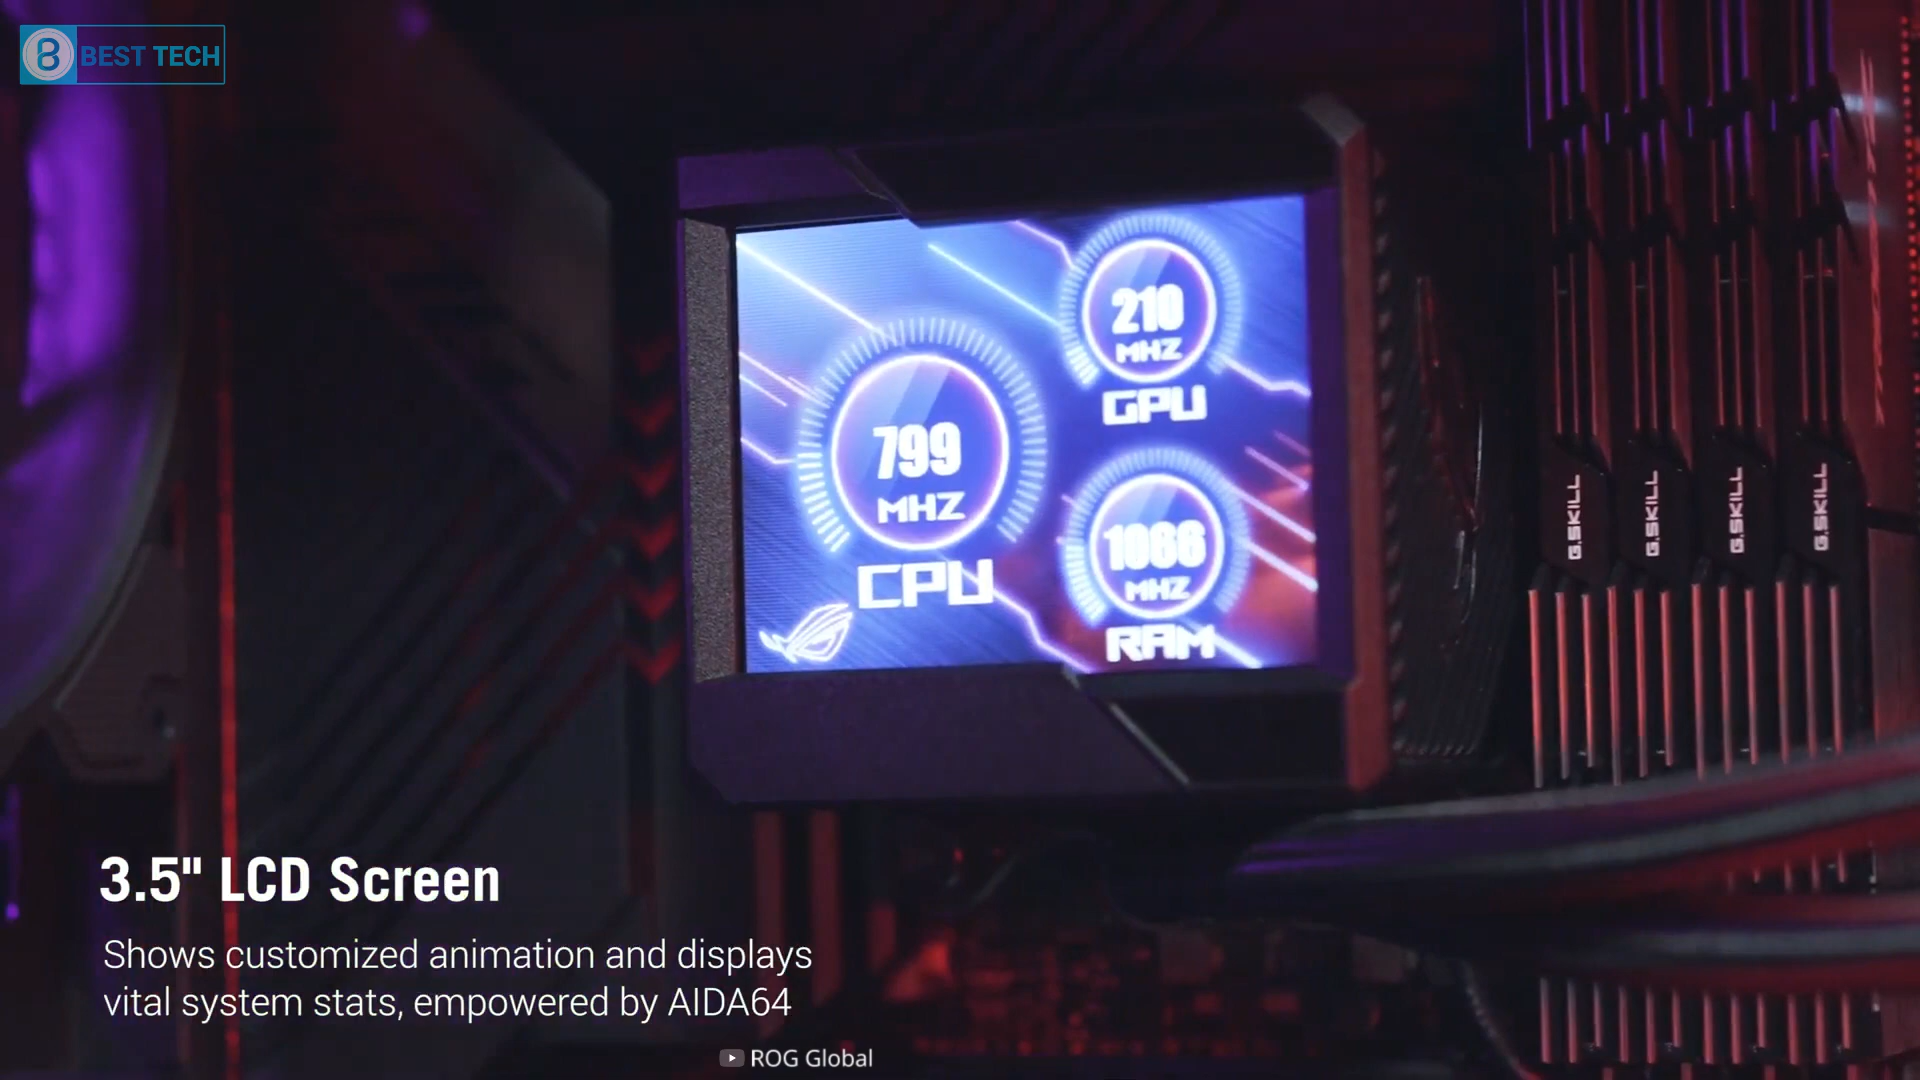 BEST TECH
210
MHZ
GPU
799
MHZ
CPU
1066
MHZ
RAM
G.SKILL
G.SKILL
G.SKILL
G.SKILL
3.5" LCD Screen
Shows customized animation and displays
vital system stats, empowered by AIDA64
ROG Global